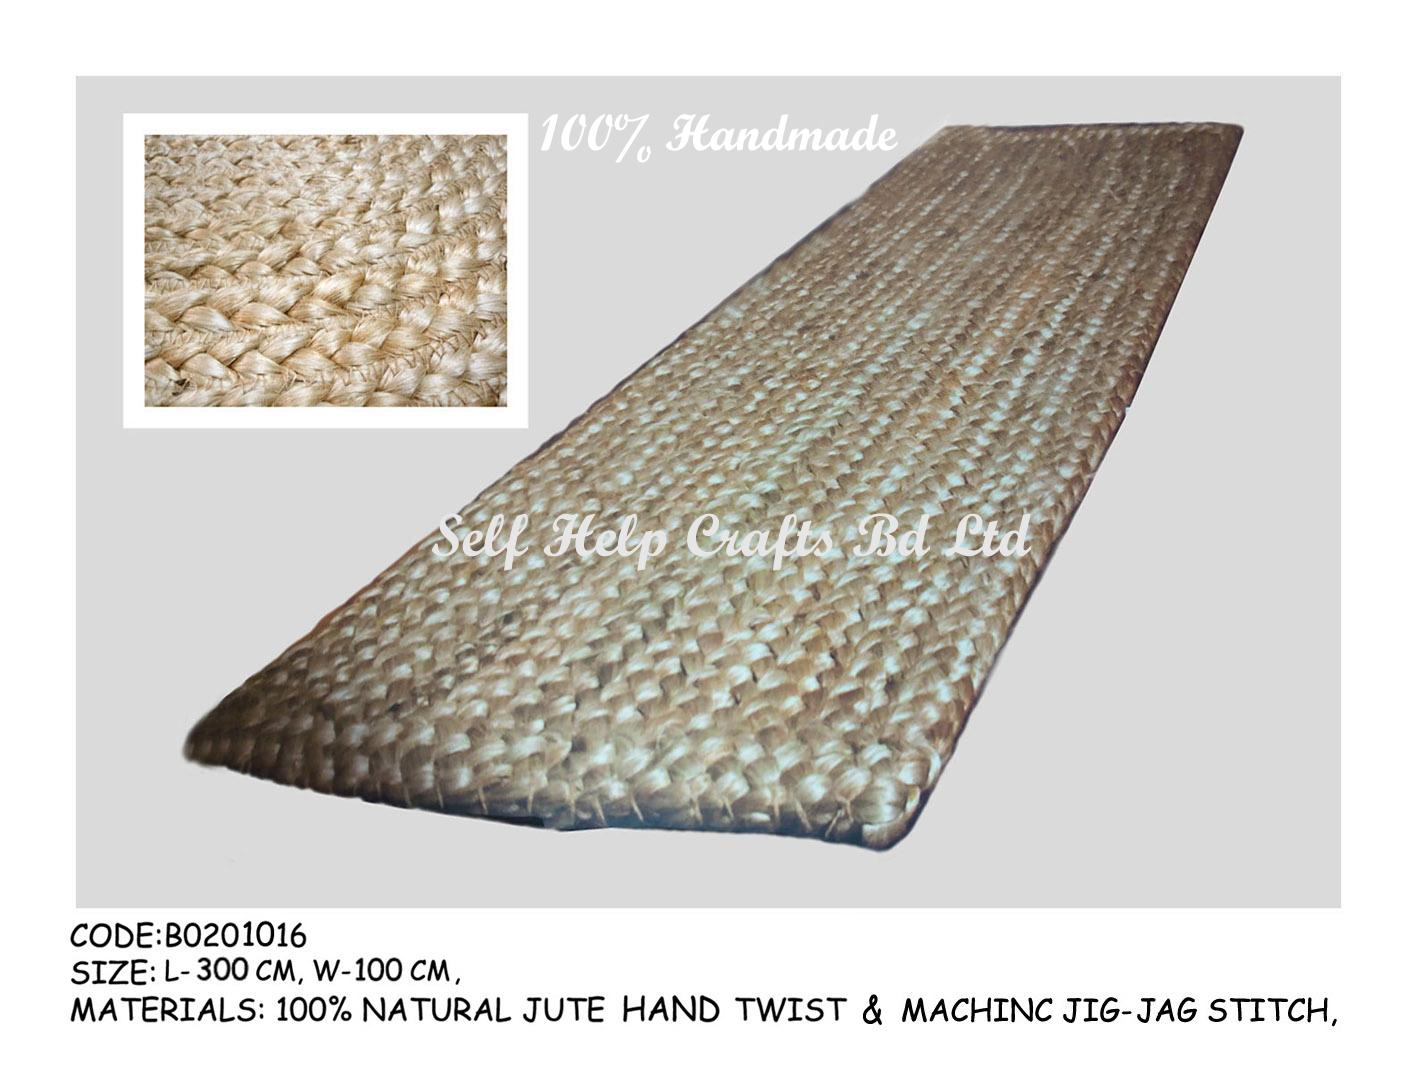 100% Handmade
Self Help Crafts Bd Ltd
CODE:B0201016
SIZE: L- 300 CM, W-100 CM,
MATERIALS: 100% NATURAL JUTE HAND TWIST & MACHINC JIG-JAG STITCH,